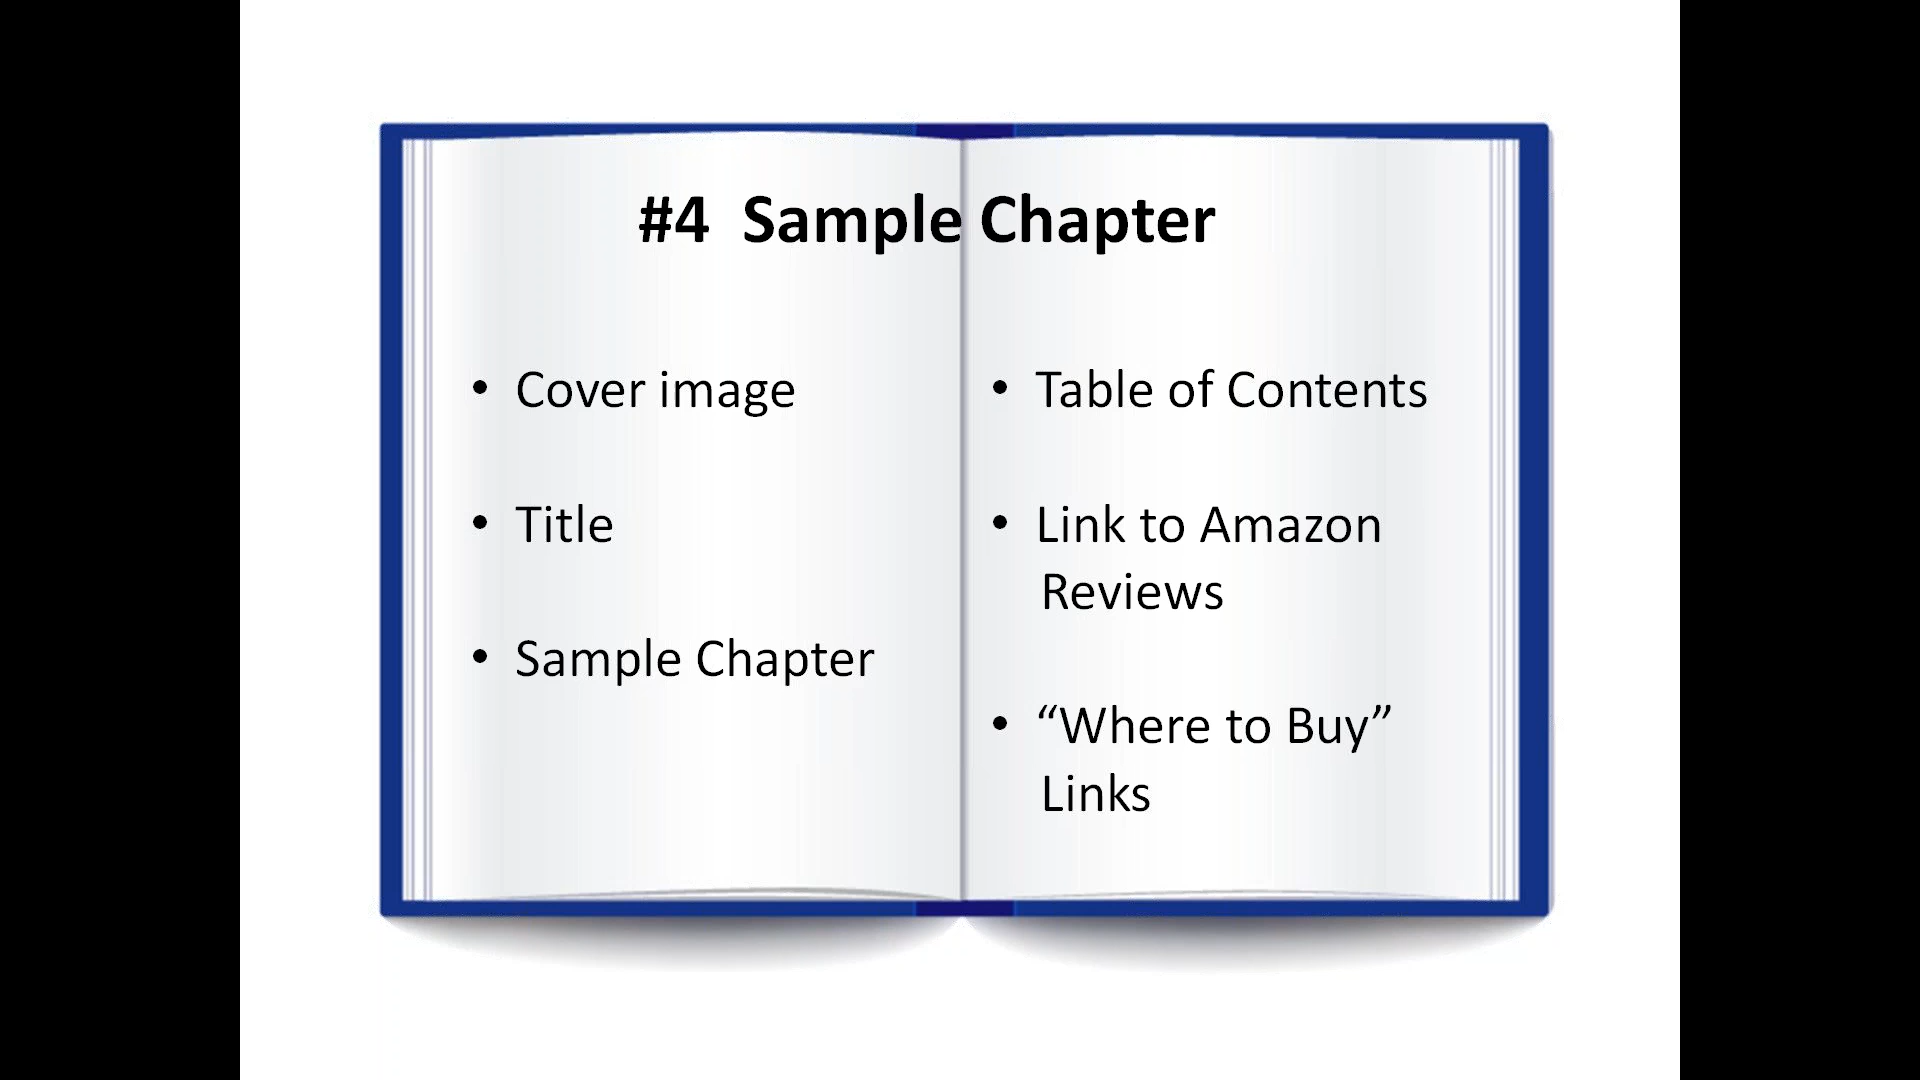 #4  Sample Chapter
• Cover image
• Title
• Sample Chapter
• Table of Contents
• Link to Amazon
Reviews
• “Where to Buy”
Links